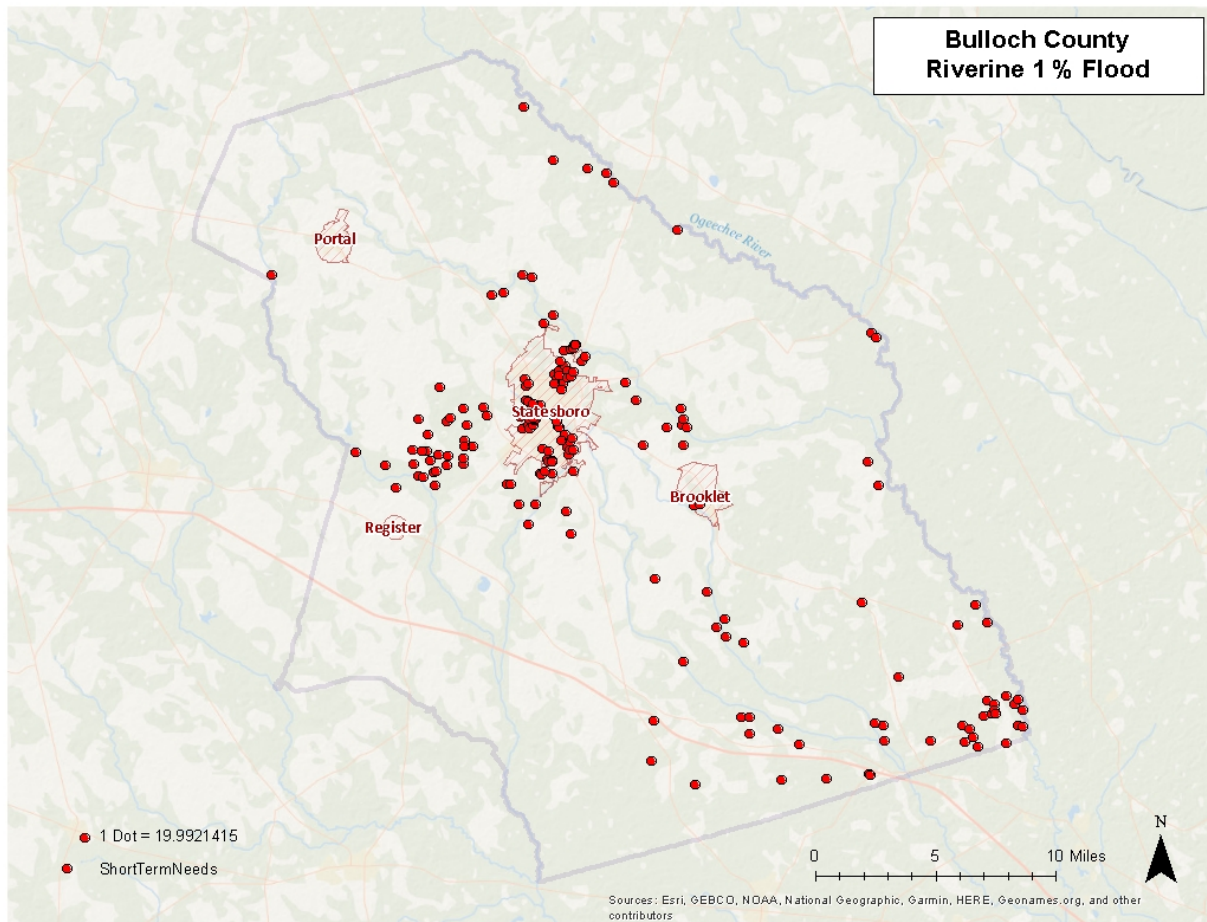 Bulloch County
Riverine 1 % Flood
Ogeechee River
Portal
Statesboro
Brooklet
Register
1 Dot = 19.9921415
ShortTermNeeds
N
0 5 10 Miles
Sources: Esri, GEBCO, NOAA, National Geographic, Garmin, HERE, Geonames.org, and other
contributors